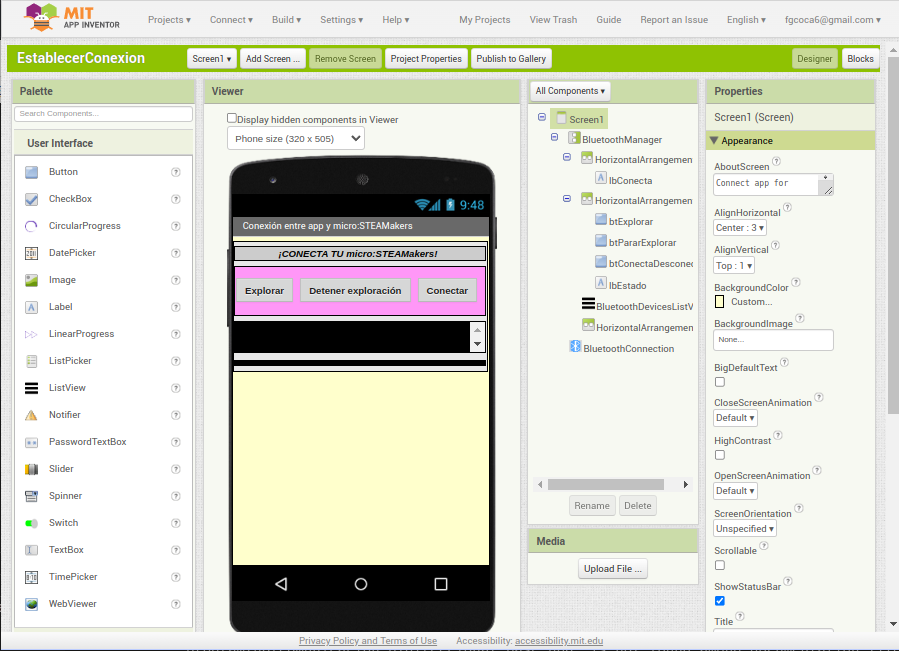 MIT
APP INVENTOR
Projects ▾ Connect ▾ Build ▾ Settings ▾ Help ▾ My Projects View Trash Guide Report an Issue English ▾ fgcoca6@gmail.com ▾
EstablecerConexion
Screen1 ▾ Add Screen ... Remove Screen Project Properties Publish to Gallery Designer Blocks
Palette
Search Components...
User Interface
Button
CheckBox
CircularProgress
DatePicker
Image
Label
LinearProgress
ListPicker
ListView
Notifier
PasswordTextBox
Slider
Spinner
Switch
TextBox
TimePicker
WebViewer
Viewer
Display hidden components in Viewer
Phone size (320 x 505)
9:48
Conexión entre app y micro:STEAMakers
¡CONECTA TU micro:STEAMakers!
Explorar Detener exploración Conectar
All Components ▾
Screen1
BluetoothManager
HorizontalArrangemen
lbConecta
HorizontalArrangemen
btExplorar
btPararExplorar
btConectaDesconec
lbEstado
BluetoothDevicesListV
HorizontalArrangemen
BluetoothConnection
Rename Delete
Media
Upload File ...
Properties
Screen1 (Screen)
Appearance
AboutScreen
Connect app for
AlignHorizontal
Center : 3 ▾
AlignVertical
Top : 1 ▾
BackgroundColor
Custom...
BackgroundImage
None...
BigDefaultText
CloseScreenAnimation
Default ▾
HighContrast
OpenScreenAnimation
Default ▾
ScreenOrientation
Unspecified ▾
Scrollable
ShowStatusBar
Title
Privacy Policy and Terms of Use Accessibility: accessibility.mit.edu